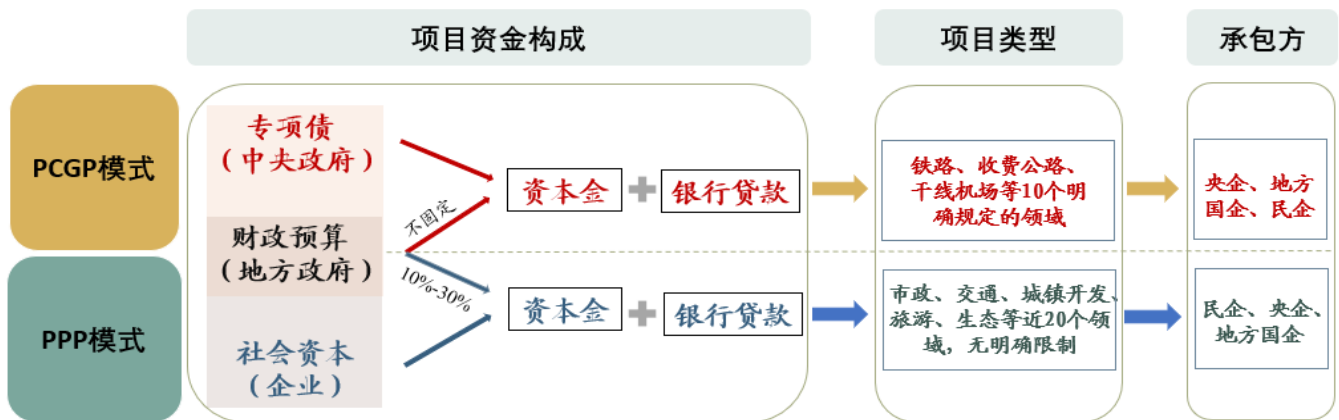 项目资金构成
项目类型
承包方
PCGP模式
专项债
（中央政府）
不固定
资本金
银行贷款
铁路、收费公路、
干线机场等10个明
确规定的领域
央企、地方
国企、民企
财政预算
（地方政府）
10%-30%
PPP模式
社会资本
（企业）
资本金
银行贷款
市政、交通、城镇开发、
旅游、生态等近20个领
域，无明确限制
民企、央企、
地方国企